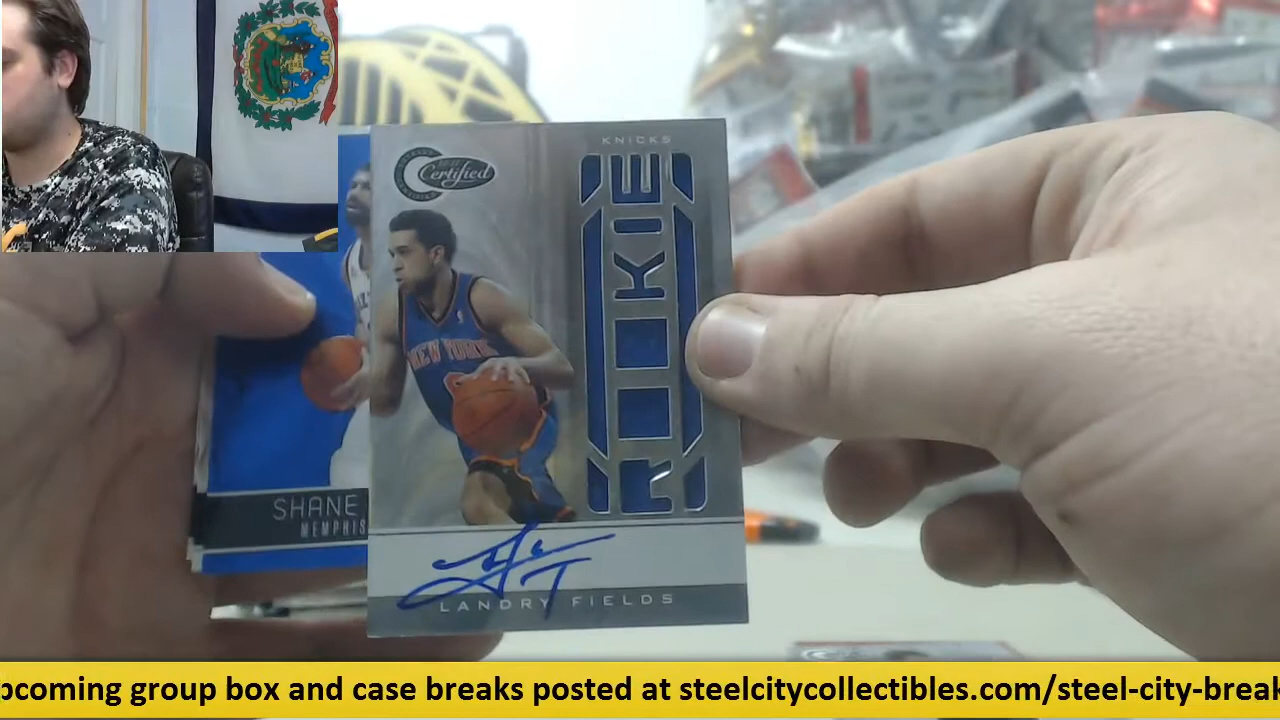 KNICKS
Certified
ROOKIE
NEW YORK
SHANE
MEMPHIS
LANDRY FIELDS
pcoming group box and case breaks posted at steelcitycollectibles.com/steel-city-break